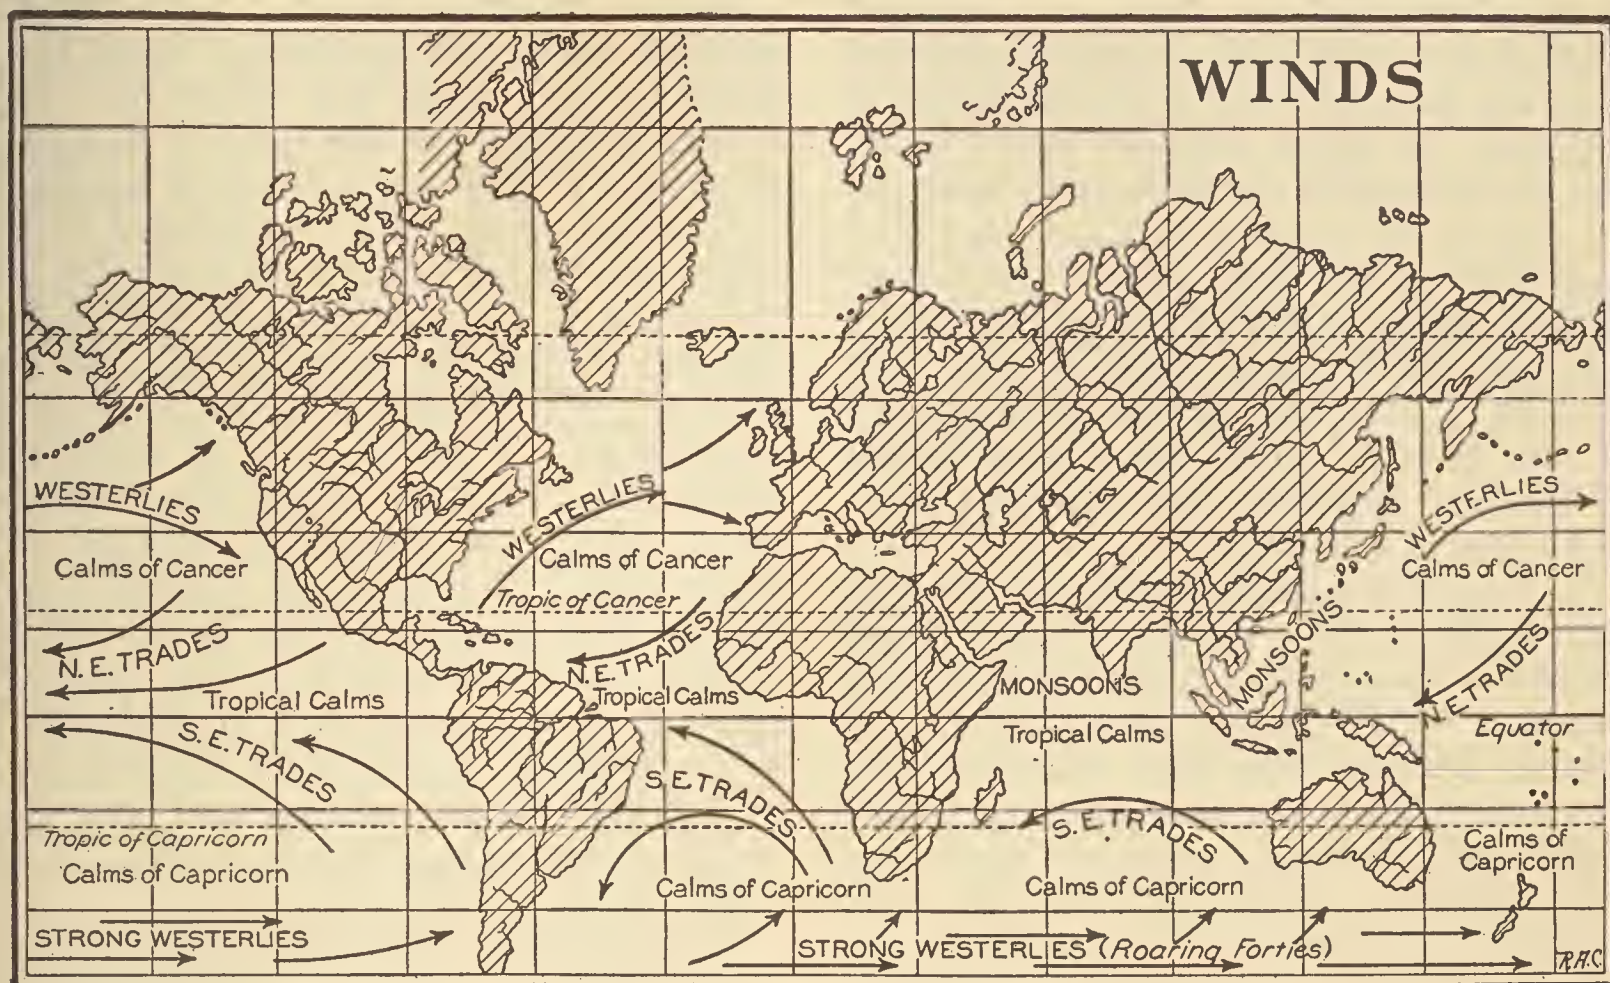 WINDS
WESTERLIES
WESTERLIES
WESTERLIES
Calms of Cancer
Calms of Cancer
Calms of Cancer
Tropic of Cancer
N.E. TRADES
N.E. TRADES
N.E TRADES
MONSOONS
MONSOONS
Tropical Calms
Tropical Calms
Tropical Calms
Equator
S.E. TRADES
S.E TRADES
S.E. TRADES
Tropic of Capricorn
Calms of Capricorn
Calms of Capricorn
Calms of Capricorn
Calms of
Capricorn
STRONG WESTERLIES
STRONG WESTERLIES (Roaring Forties)
R.A.C.